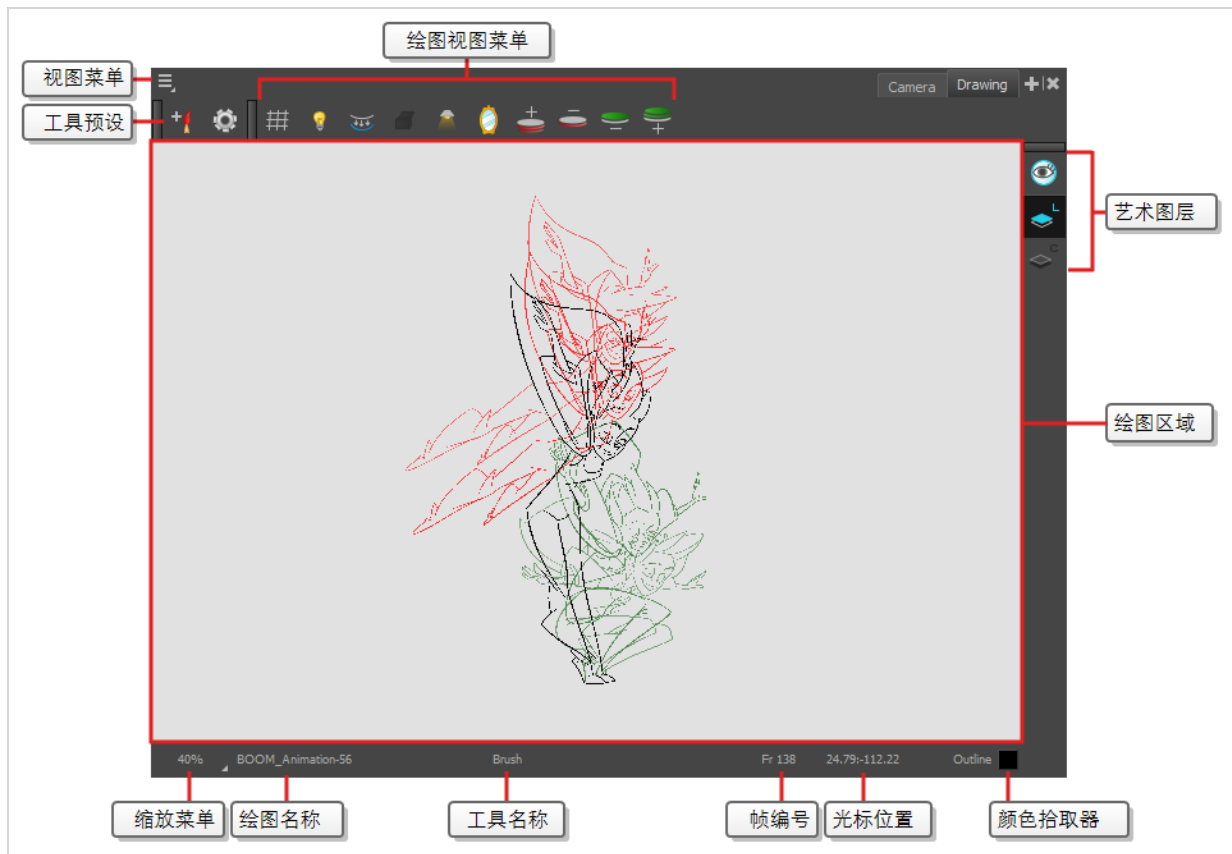 绘图视图菜单
视图菜单
Camera
Drawing
工具预设
L
C
艺术图层
绘图区域
40%
BOOM_Animation-56
Brush
Fr 138
24.79:-112.22
Outline
缩放菜单
绘图名称
工具名称
帧编号
光标位置
颜色拾取器